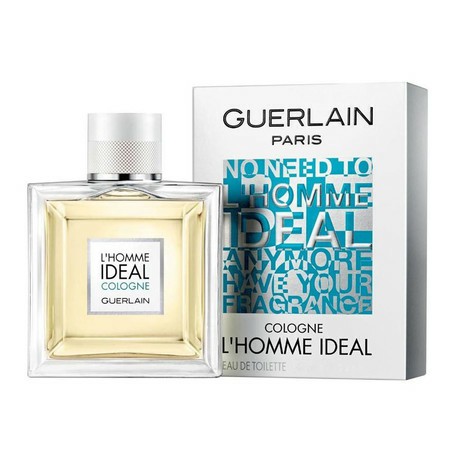 L'HOMME
IDEAL
COLOGNE
GUERLAIN
GUERLAIN
PARIS
NO NEED TO
L'HOMME
IDEAL
ANYMORE
HAVE YOUR
FRAGRANCE
COLOGNE
L'HOMME IDEAL
EAU DE TOILETTE